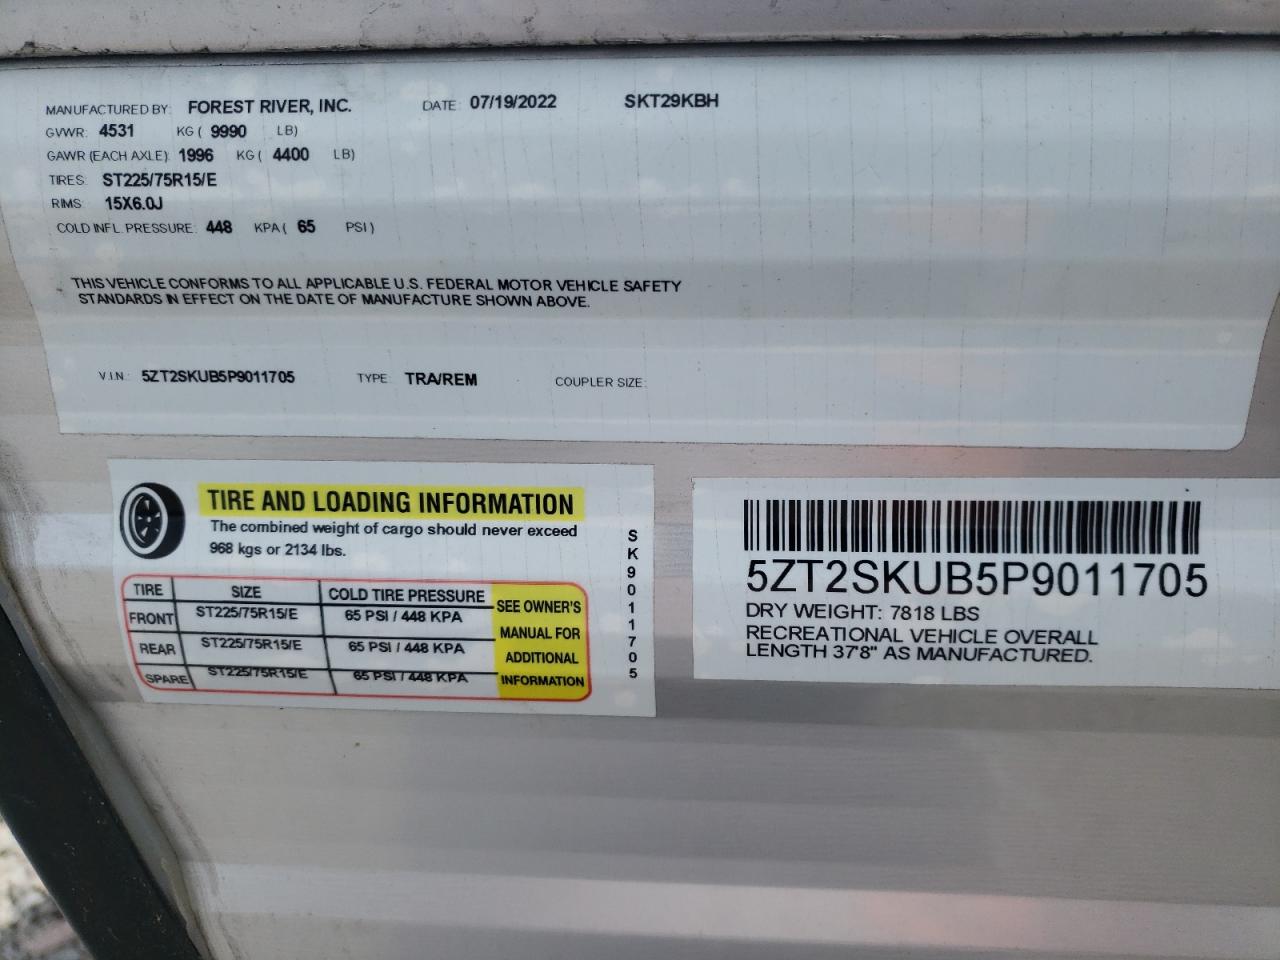 MANUFACTURED BY: FOREST RIVER, INC. DATE: 07/19/2022 SKT29KBH
GVWR: 4531 KG ( 9990 LB)
GAWR (EACH AXLE): 1996 KG ( 4400 LB)
TIRES: ST225/75R15/E
RIMS: 15X6.0J
COLD INFL. PRESSURE: 448 KPA ( 65 PSI )
THIS VEHICLE CONFORMS TO ALL APPLICABLE U.S. FEDERAL MOTOR VEHICLE SAFETY
STANDARDS IN EFFECT ON THE DATE OF MANUFACTURE SHOWN ABOVE.
V.I.N.: 5ZT2SKUB5P9011705 TYPE: TRA/REM COUPLER SIZE:
TIRE AND LOADING INFORMATION
The combined weight of cargo should never exceed
968 kgs or 2134 lbs.
TIRE SIZE COLD TIRE PRESSURE
FRONT ST225/75R15/E 65 PSI / 448 KPA
REAR ST225/75R15/E 65 PSI / 448 KPA
SPARE ST225/75R15/E 65 PSI / 448 KPA
SEE OWNER'S
MANUAL FOR
ADDITIONAL
INFORMATION
SK9011705
5ZT2SKUB5P9011705
DRY WEIGHT: 7818 LBS
RECREATIONAL VEHICLE OVERALL
LENGTH 37'8" AS MANUFACTURED.